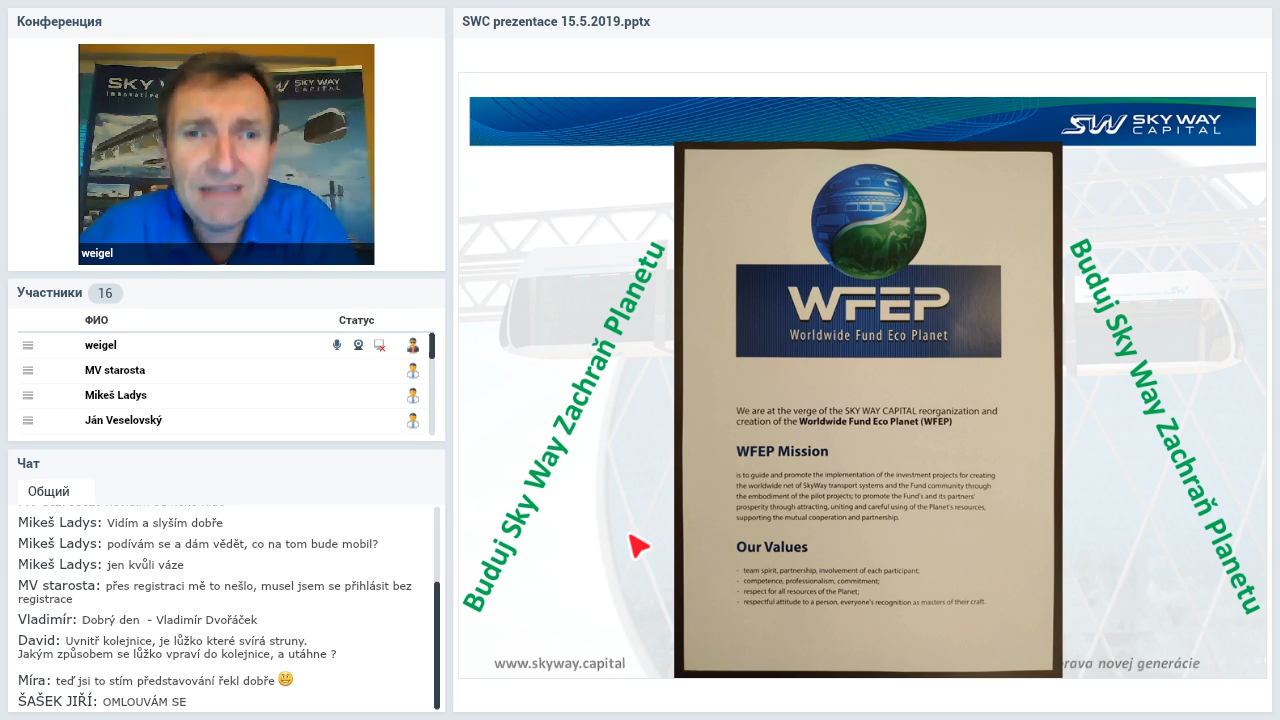 Конференция
SKY
SKY WAY
CAPITAL
weigel
Участники 16
ФИО Статус
weigel
MV starosta
Mikeš Ladys
Ján Veselovský
Чат
Общий
Mikeš Ladys: Vidím a slyším dobře
Mikeš Ladys: podívám se a dám vědět, co na tom bude mobil?
Mikeš Ladys: jen kvůli váze
MV starosta: přes registraci mě to nešlo, musel jsem se přihlásit bez
registrace
Vladimír: Dobrý den - Vladimír Dvořáček
David: Uvnitř kolejnice, je lůžko které svírá struny.
Jakým způsobem se lůžko vpraví do kolejnice, a utáhne ?
Míra: teď jsi to stím představování řekl dobře
ŠAŠEK JIŘÍ: OMLOUVÁM SE
SWC prezentace 15.5.2019.pptx
SW SKY WAY
CAPITAL
Buduj Sky Way Zachraň Planetu
WFEP
Worldwide Fund Eco Planet
We are at the verge of the SKY WAY CAPITAL reorganization and
creation of the Worldwide Fund Eco Planet (WFEP)
WFEP Mission
is to guide and promote the implementation of the investment projects for creating
the worldwide net of SkyWay transport systems and the Fund community through
the embodiment of the pilot projects; to promote the Fund's and its partners'
prosperity through attracting, uniting and careful using of the Planet's resources,
supporting the mutual cooperation and partnership.
Our Values
- team spirit, partnership, involvement of each participant;
- competence, professionalism, commitment;
- respect for all resources of the Planet;
- respectful attitude to a person, everyone's recognition as masters of their craft.
Buduj Sky Way Zachraň Planetu
www.skyway.capital
prava novej generácie